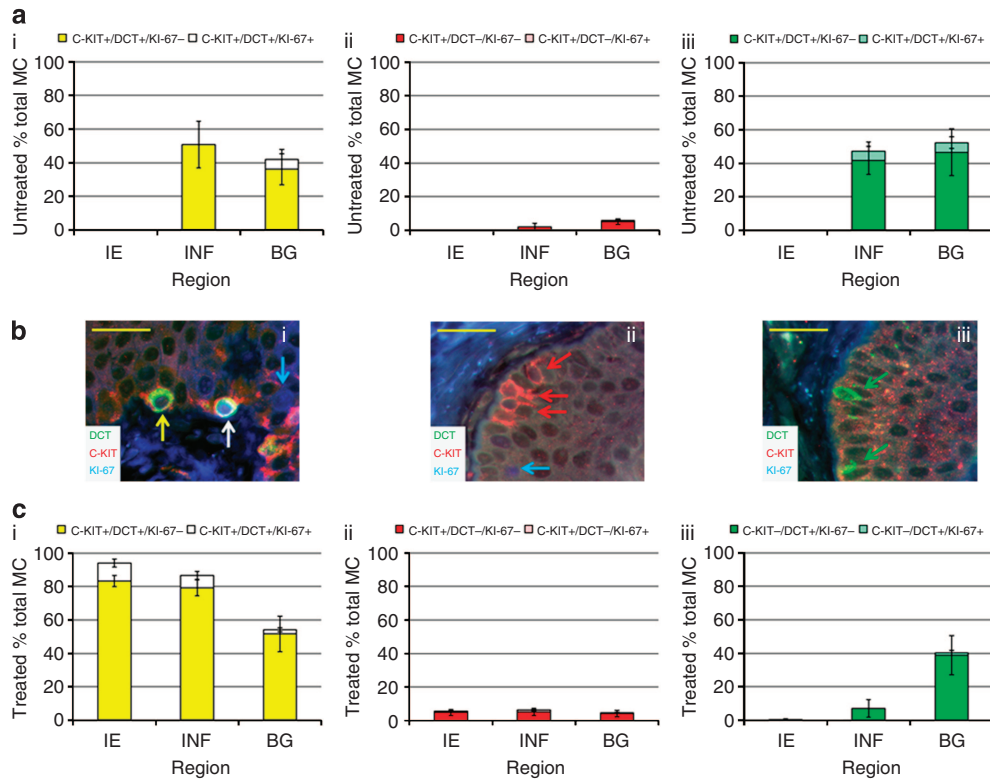 a
i
C-KIT+/DCT+/KI-67– C-KIT+/DCT+/KI-67+
Untreated % total MC
100
80
60
40
20
0
IE INF BG
Region
ii
C-KIT+/DCT–/KI-67– C-KIT+/DCT–/KI-67+
Untreated % total MC
100
80
60
40
20
0
IE INF BG
Region
iii
C-KIT+/DCT+/KI-67– C-KIT+/DCT+/KI-67+
Untreated % total MC
100
80
60
40
20
0
IE INF BG
Region
b
i
DCT
C-KIT
KI-67
ii
DCT
C-KIT
KI-67
iii
DCT
C-KIT
KI-67
c
i
C-KIT+/DCT+/KI-67– C-KIT+/DCT+/KI-67+
Treated % total MC
100
80
60
40
20
0
IE INF BG
Region
ii
C-KIT+/DCT–/KI-67– C-KIT+/DCT–/KI-67+
Treated % total MC
100
80
60
40
20
0
IE INF BG
Region
iii
C-KIT–/DCT+/KI-67– C-KIT–/DCT+/KI-67+
Treated % total MC
100
80
60
40
20
0
IE INF BG
Region